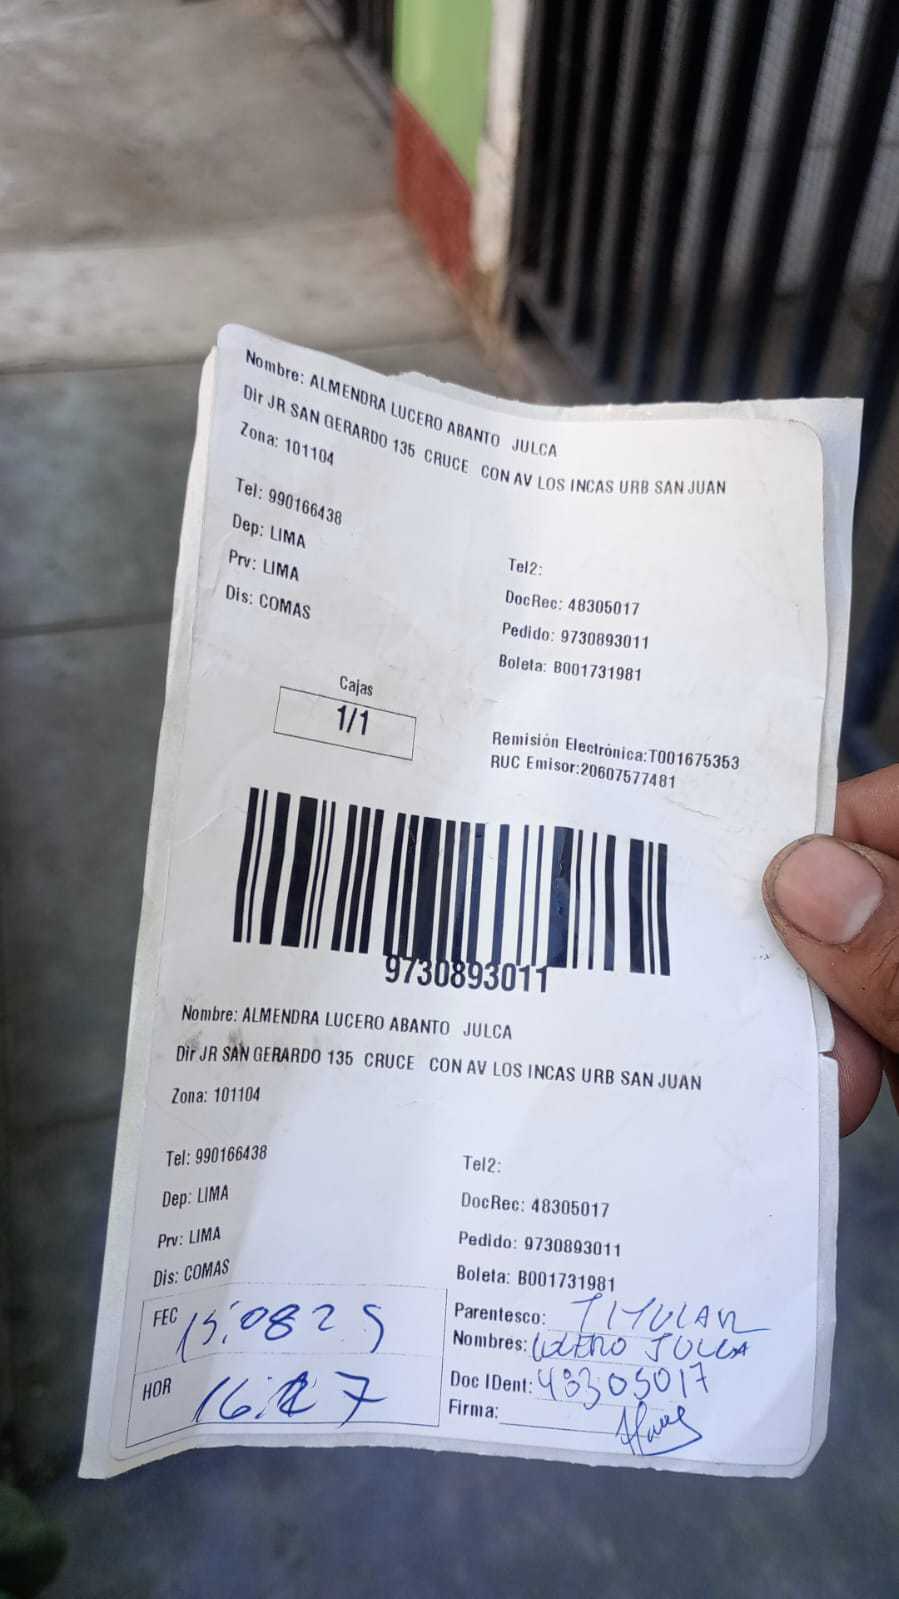 Nombre: ALMENDRA LUCERO ABANTO JULCA
Dir JR SAN GERARDO 135 CRUCE CON AV LOS INCAS URB SAN JUAN
Zona: 101104
Tel: 990166438
Dep: LIMA
Prv: LIMA
Dis: COMAS
Tel2:
DocRec: 48305017
Pedido: 9730893011
Boleta: B001731981
Cajas
1/1
Remisión Electrónica:T001675353
RUC Emisor:20607577481
9730893011
Nombre: ALMENDRA LUCERO ABANTO JULCA
Dir JR SAN GERARDO 135 CRUCE CON AV LOS INCAS URB SAN JUAN
Zona: 101104
Tel: 990166438
Dep: LIMA
Prv: LIMA
Dis: COMAS
Tel2:
DocRec: 48305017
Pedido: 9730893011
Boleta: B001731981
FEC 15.08 25
HOR
Parentesco: TITULAR
Nombres: LUCERO JULCA
Doc IDent: 48305017
Firma: